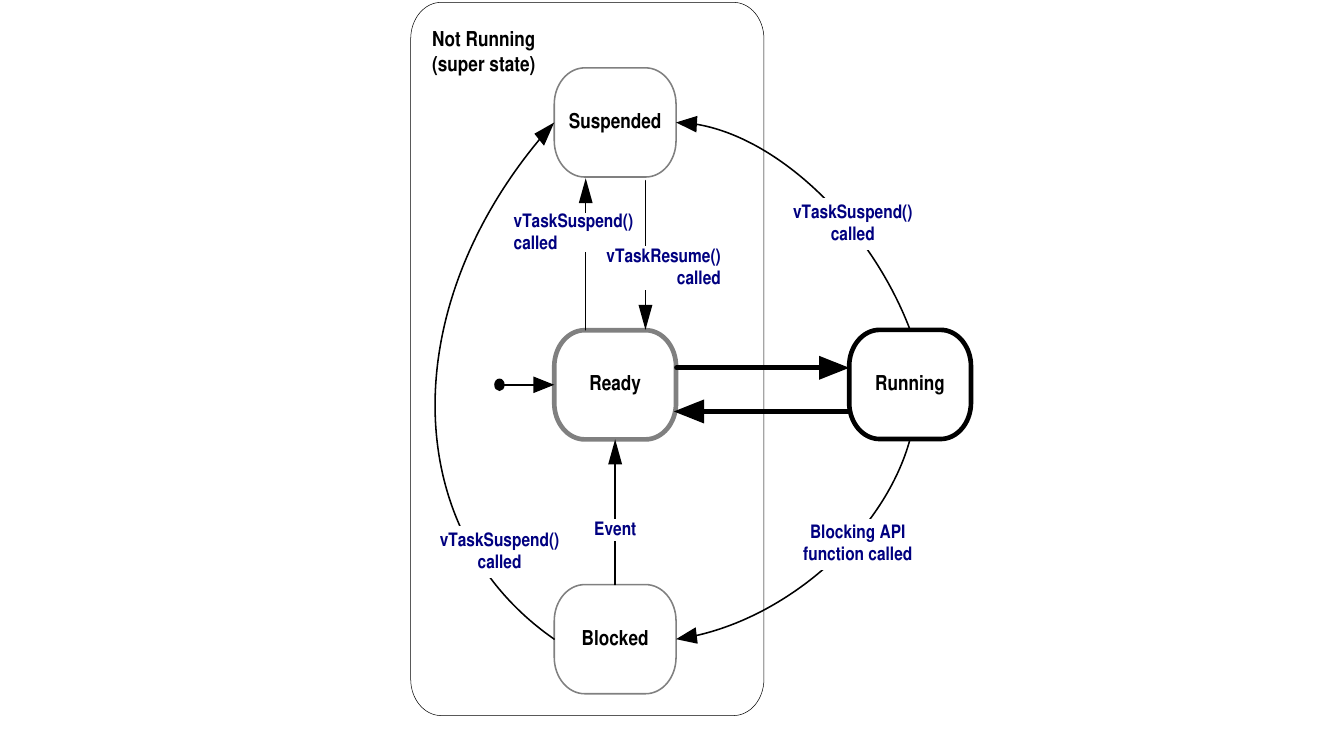 Not Running
(super state)
Suspended
vTaskSuspend()
called
vTaskSuspend()
called
vTaskResume()
called
Ready
Running
Event
vTaskSuspend()
called
Blocking API
function called
Blocked